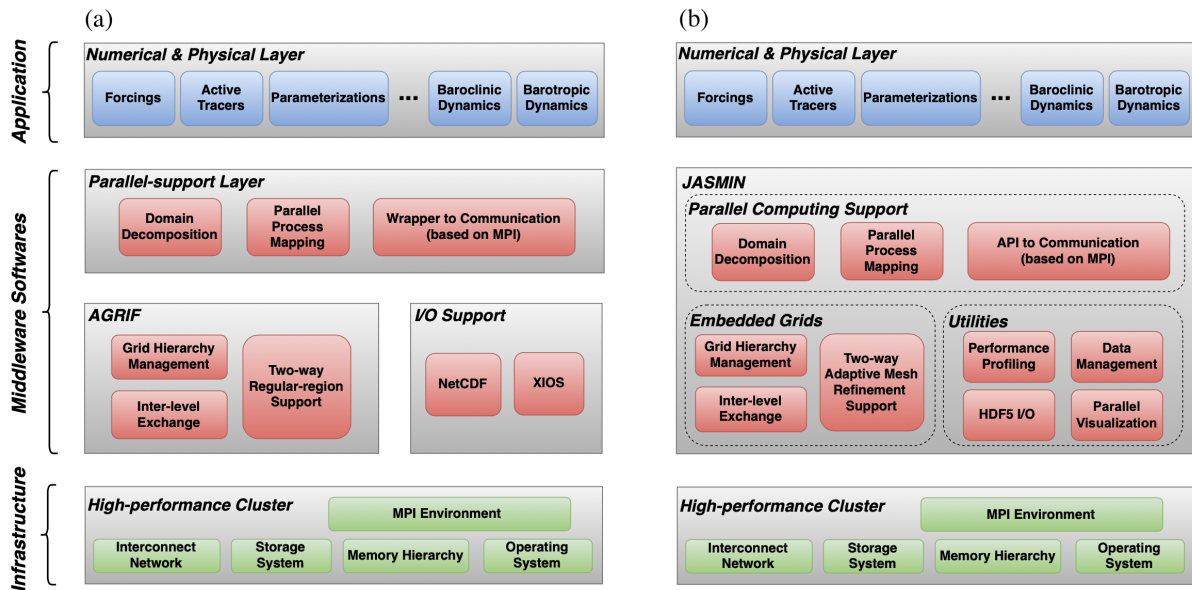 (a)
Application
Numerical & Physical Layer
Forcings
Active
Tracers
Parameterizations
...
Baroclinic
Dynamics
Barotropic
Dynamics
Middleware Softwares
Parallel-support Layer
Domain
Decomposition
Parallel
Process
Mapping
Wrapper to Communication
(based on MPI)
AGRIF
Grid Hierarchy
Management
Inter-level
Exchange
Two-way
Regular-region
Support
I/O Support
NetCDF
XIOS
Infrastructure
High-performance Cluster
MPI Environment
Interconnect
Network
Storage
System
Memory Hierarchy
Operating
System
(b)
Numerical & Physical Layer
Forcings
Active
Tracers
Parameterizations
...
Baroclinic
Dynamics
Barotropic
Dynamics
JASMIN
Parallel Computing Support
Domain
Decomposition
Parallel
Process
Mapping
API to Communication
(based on MPI)
Embedded Grids
Grid Hierarchy
Management
Inter-level
Exchange
Two-way
Adaptive Mesh
Refinement
Support
Utilities
Performance
Profiling
Data
Management
HDF5 I/O
Parallel
Visualization
High-performance Cluster
MPI Environment
Interconnect
Network
Storage
System
Memory Hierarchy
Operating
System